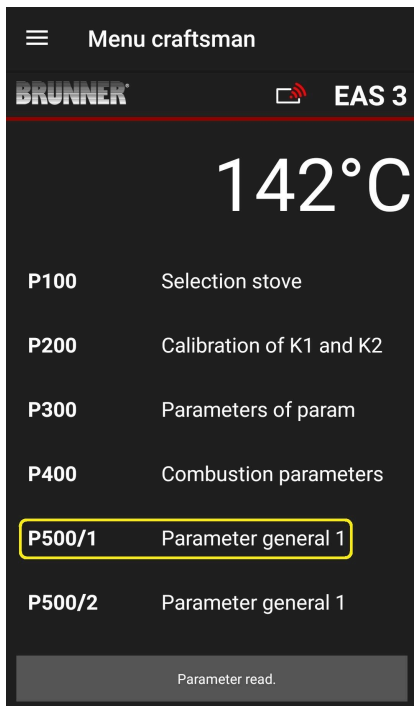 Menu craftsman
BRUNNER EAS 3
142°C
P100 Selection stove
P200 Calibration of K1 and K2
P300 Parameters of param
P400 Combustion parameters
P500/1 Parameter general 1
P500/2 Parameter general 1
Parameter read.